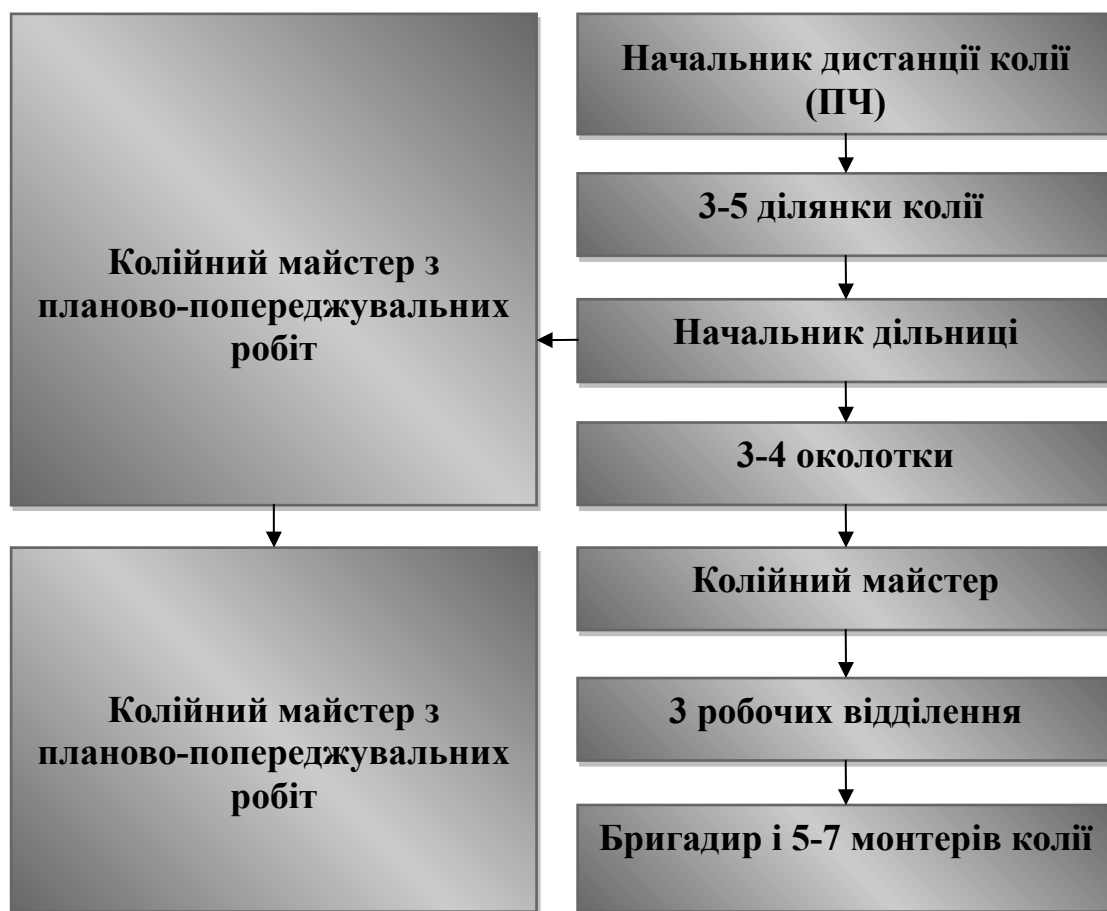 Начальник дистанції колії
(ПЧ)
3-5 ділянки колії
Начальник дільниці
3-4 околотки
Колійний майстер
3 робочих відділення
Бригадир і 5-7 монтерів колії
Колійний майстер з
планово-попереджувальних
робіт
Колійний майстер з
планово-попереджувальних
робіт